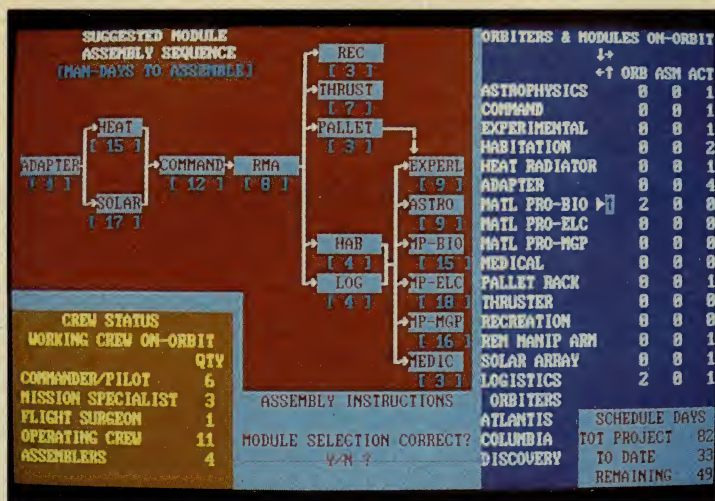 SUGGESTED MODULE
ASSEMBLY SEQUENCE
[MAN-DAYS TO ASSEMBLE]
REC
[ 3 ]
THRUST
[ 7 ]
HEAT
[ 15 ]
PALLET
[ 3 ]
ADAPTER
[ 4 ]
COMMAND
[ 12 ]
RMA
[ 8 ]
EXPERL
[ 9 ]
SOLAR
[ 17 ]
ASTRO
[ 9 ]
HAB
[ 4 ]
MP-BIO
[ 15 ]
LOG
[ 4 ]
MP-ELC
[ 18 ]
MP-MGP
[ 16 ]
MEDIC
[ 3 ]
CREW STATUS
WORKING CREW ON-ORBIT
QTY
COMMANDER/PILOT 6
MISSION SPECIALIST 3
FLIGHT SURGEON 1
OPERATING CREW 11
ASSEMBLERS 4
ASSEMBLY INSTRUCTIONS
MODULE SELECTION CORRECT?
Y/N ?
ORBITERS & MODULES ON-ORBIT
↓+
+↑ ORB ASM ACT
ASTROPHYSICS 0 0 1
COMMAND 0 0 1
EXPERIMENTAL 0 0 1
HABITATION 0 0 2
HEAT RADIATOR 0 0 1
ADAPTER 0 0 4
MATL PRO-BIO ▶↑ 2 0 0
MATL PRO-ELC 0 0 0
MATL PRO-MGP 0 0 0
MEDICAL 0 0 0
PALLET RACK 0 0 1
THRUSTER 0 0 0
RECREATION 0 0 0
REM MANIP ARM 0 0 1
SOLAR ARRAY 0 0 1
LOGISTICS 2 0 1
ORBITERS
ATLANTIS
COLUMBIA
DISCOVERY
SCHEDULE DAYS
TOT PROJECT 82
TO DATE 33
REMAINING 49